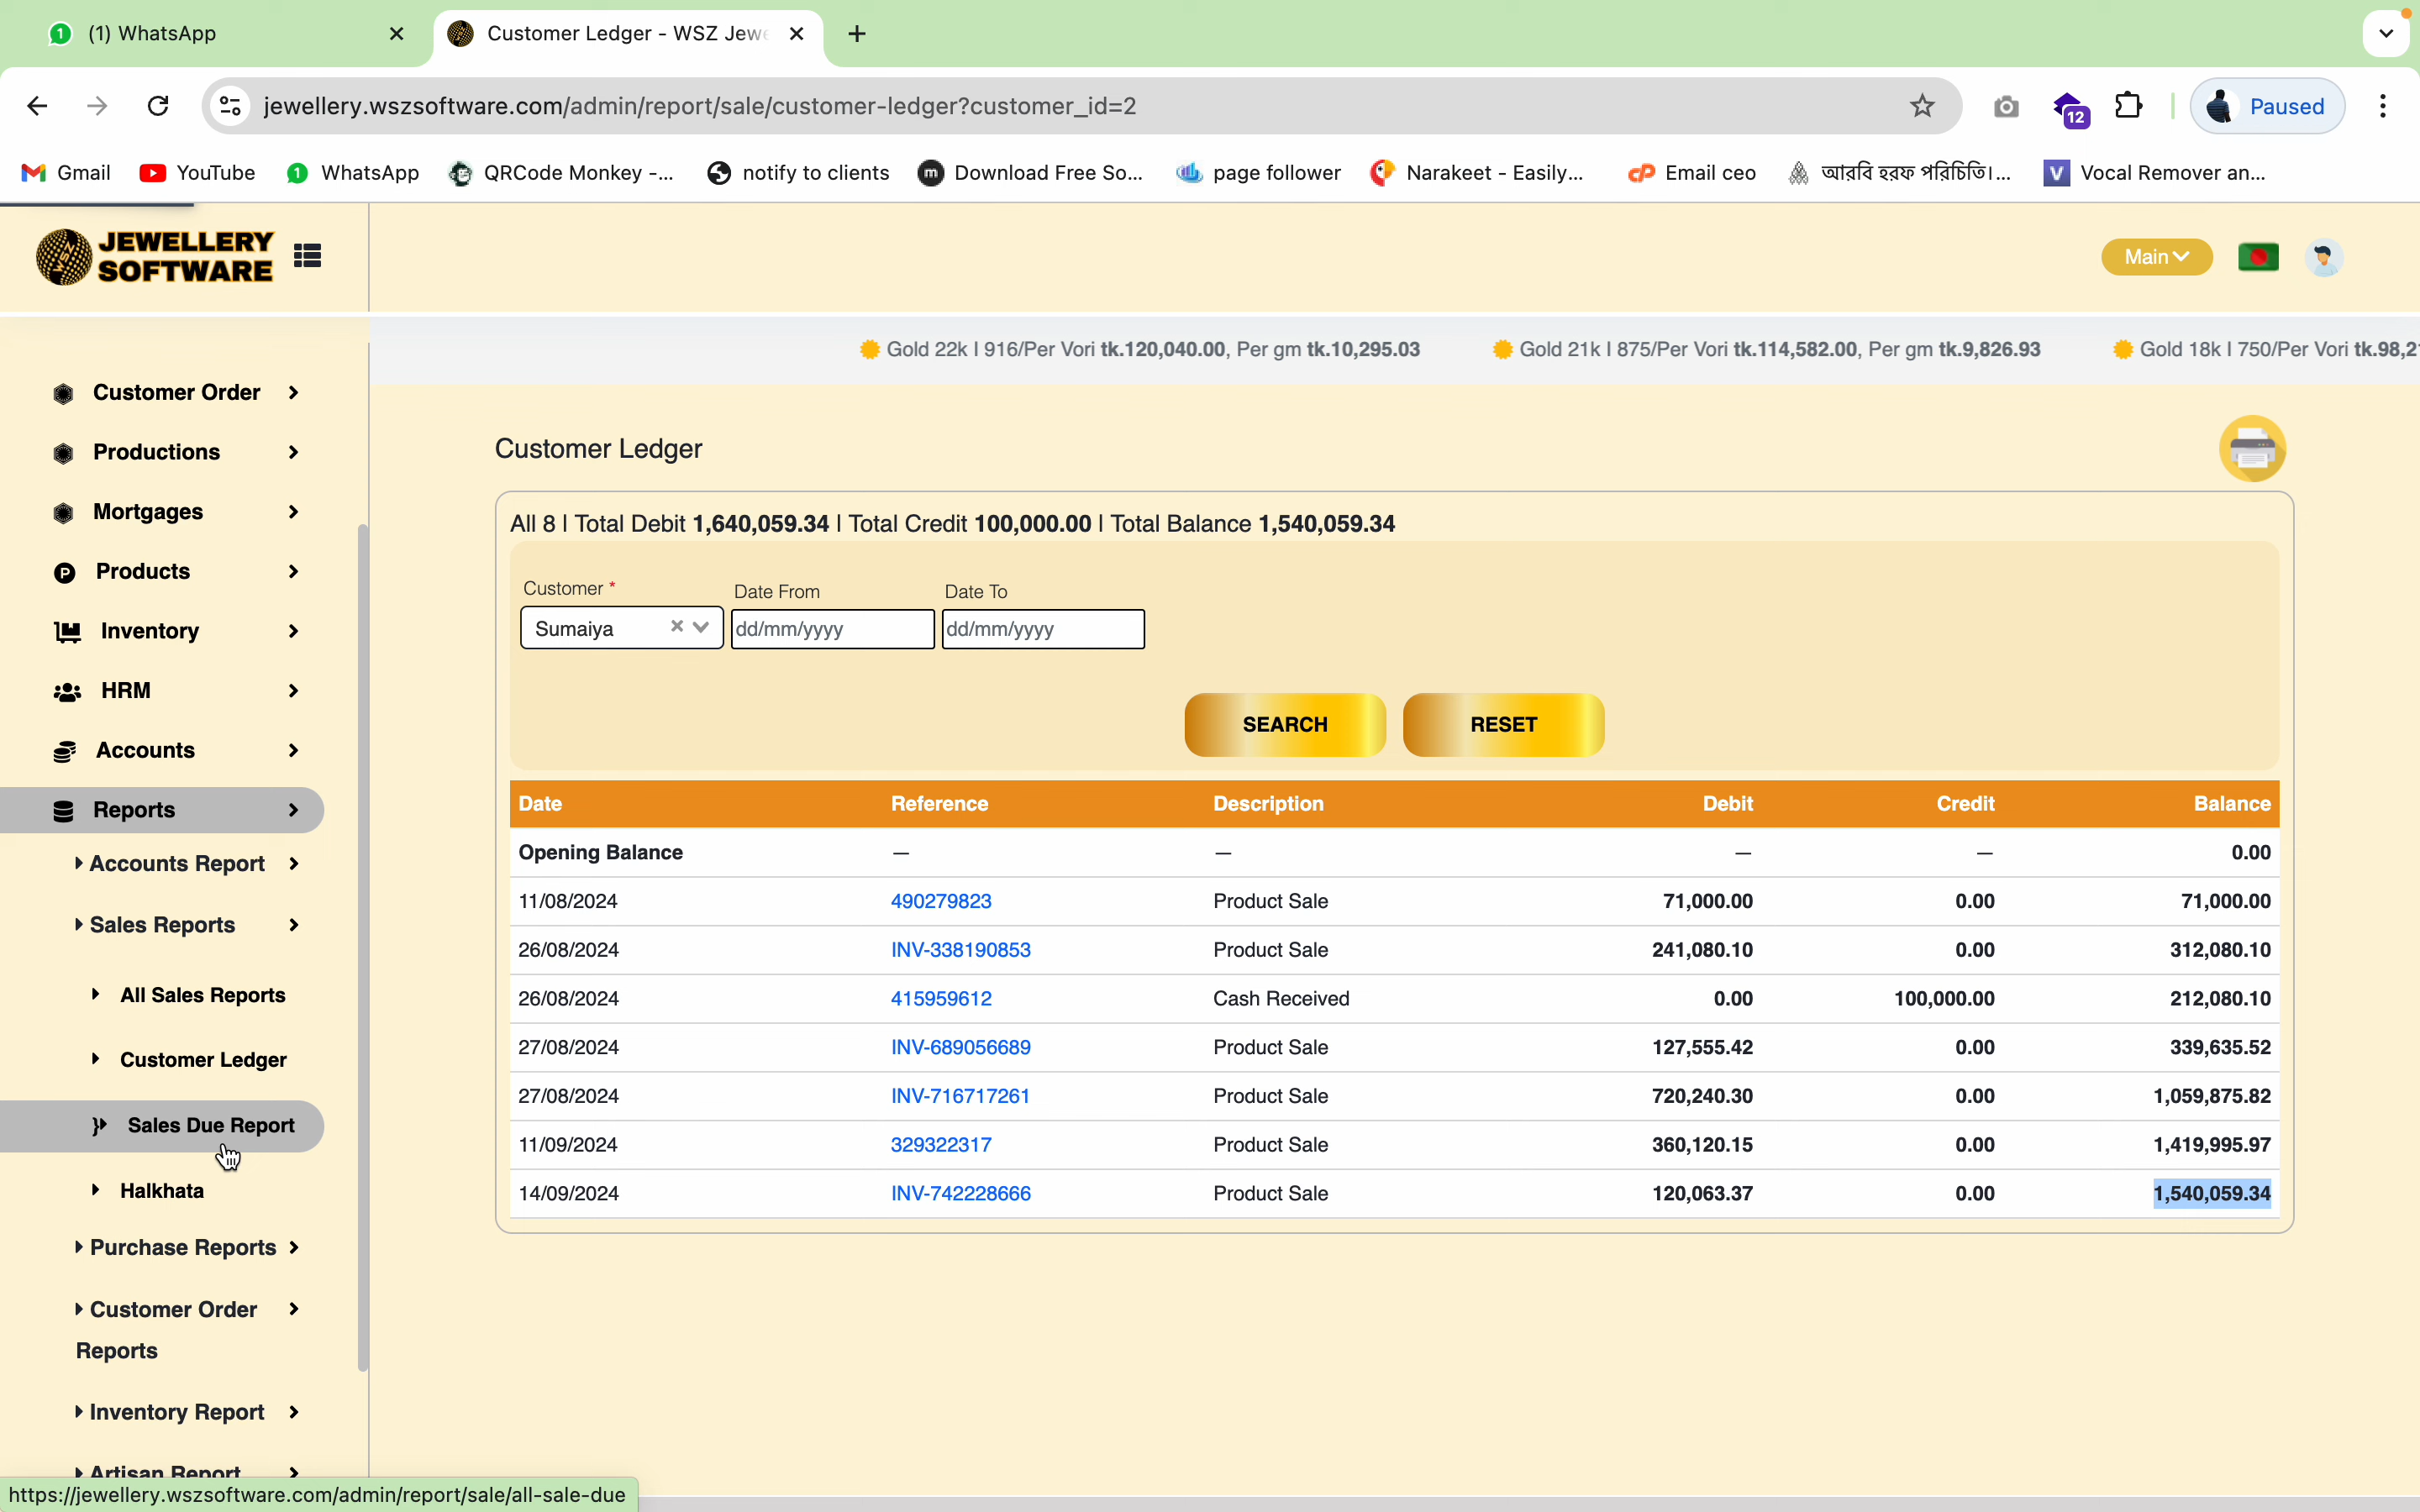 (1) WhatsApp
Customer Ledger - WSZ Jewe
jewellery.wszsoftware.com/admin/report/sale/customer-ledger?customer_id=2
12
Paused
Gmail YouTube WhatsApp QRCode Monkey -... notify to clients Download Free So... page follower Narakeet - Easily... Email ceo আরবি হরফ পরিচিতি।... Vocal Remover an...
WSZ
JEWELLERY
SOFTWARE
Main
Gold 22k | 916/Per Vori tk.120,040.00, Per gm tk.10,295.03 Gold 21k | 875/Per Vori tk.114,582.00, Per gm tk.9,826.93 Gold 18k | 750/Per Vori tk.98,2
Customer Order
Productions
Mortgages
Products
Inventory
HRM
Accounts
Reports
Accounts Report
Sales Reports
All Sales Reports
Customer Ledger
Sales Due Report
Halkhata
Purchase Reports
Customer Order
Reports
Inventory Report
Artisan Report
Customer Ledger
All 8 | Total Debit 1,640,059.34 | Total Credit 100,000.00 | Total Balance 1,540,059.34
Customer * Date From Date To
Sumaiya dd/mm/yyyy dd/mm/yyyy
SEARCH RESET
Date Reference Description Debit Credit Balance
Opening Balance — — — — 0.00
11/08/2024 490279823 Product Sale 71,000.00 0.00 71,000.00
26/08/2024 INV-338190853 Product Sale 241,080.10 0.00 312,080.10
26/08/2024 415959612 Cash Received 0.00 100,000.00 212,080.10
27/08/2024 INV-689056689 Product Sale 127,555.42 0.00 339,635.52
27/08/2024 INV-716717261 Product Sale 720,240.30 0.00 1,059,875.82
11/09/2024 329322317 Product Sale 360,120.15 0.00 1,419,995.97
14/09/2024 INV-742228666 Product Sale 120,063.37 0.00 1,540,059.34
https://jewellery.wszsoftware.com/admin/report/sale/all-sale-due